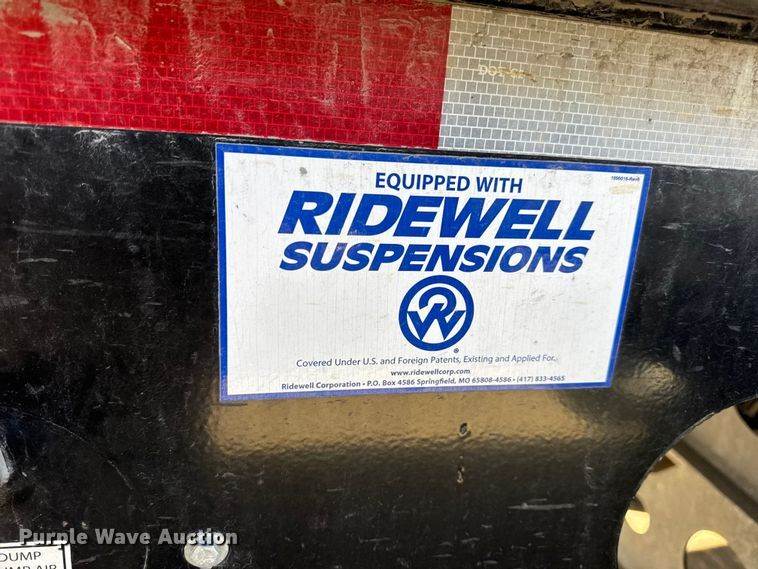 EQUIPPED WITH
RIDEWELL
SUSPENSIONS
RW
®
Covered Under U.S. and Foreign Patents, Existing and Applied For.
www.ridewellcorp.com
Ridewell Corporation • P.O. Box 4586 Springfield, MO 65808-4586 • (417) 833-4565
Purple Wave Auction
DUMP